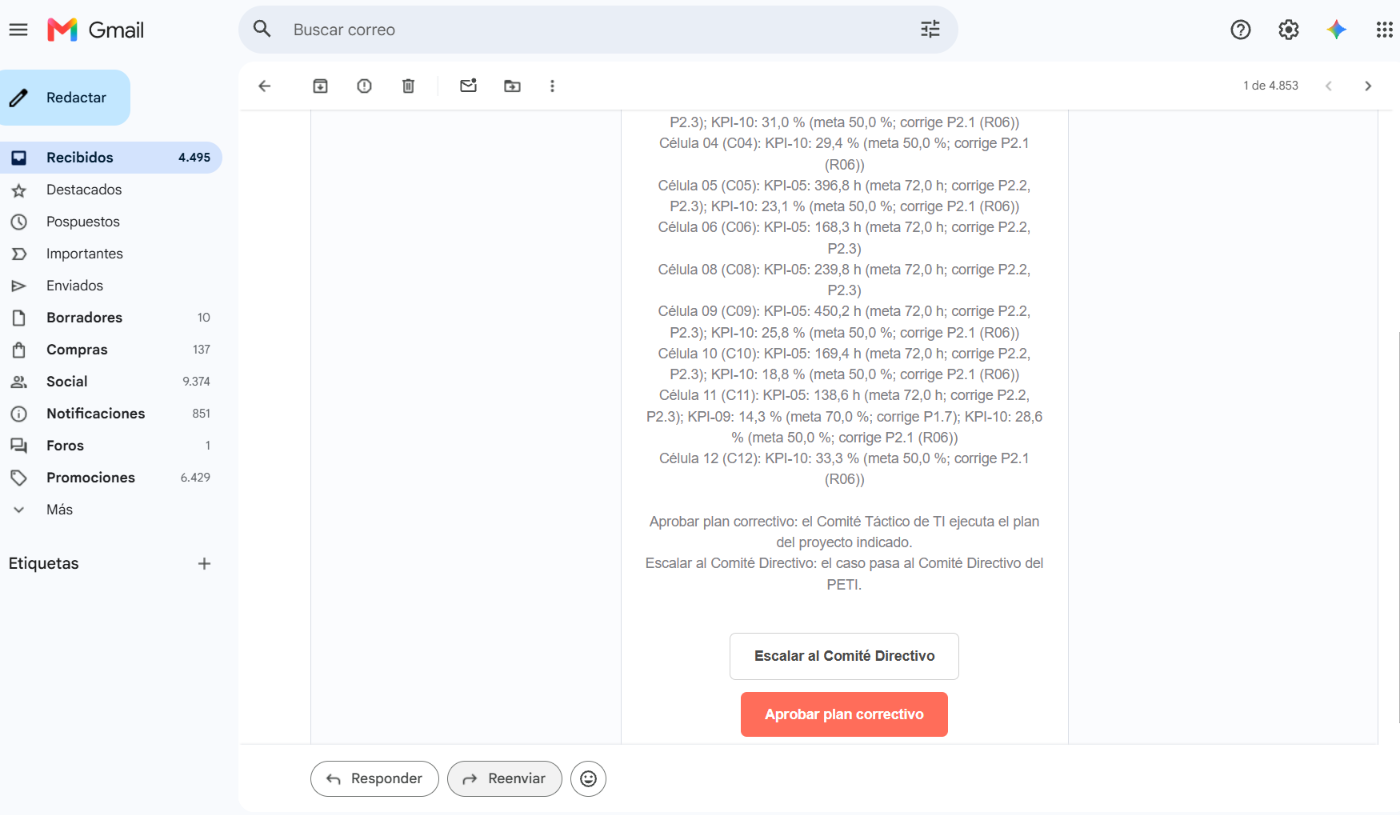 Gmail
Buscar correo
Redactar
1 de 4.853
Recibidos 4.495
Destacados
Pospuestos
Importantes
Enviados
Borradores 10
Compras 137
Social 9.374
Notificaciones 851
Foros 1
Promociones 6.429
Más
Etiquetas
P2.3); KPI-10: 31,0 % (meta 50,0 %; corrige P2.1 (R06))
Célula 04 (C04): KPI-10: 29,4 % (meta 50,0 %; corrige P2.1
(R06))
Célula 05 (C05): KPI-05: 396,8 h (meta 72,0 h; corrige P2.2,
P2.3); KPI-10: 23,1 % (meta 50,0 %; corrige P2.1 (R06))
Célula 06 (C06): KPI-05: 168,3 h (meta 72,0 h; corrige P2.2,
P2.3)
Célula 08 (C08): KPI-05: 239,8 h (meta 72,0 h; corrige P2.2,
P2.3)
Célula 09 (C09): KPI-05: 450,2 h (meta 72,0 h; corrige P2.2,
P2.3); KPI-10: 25,8 % (meta 50,0 %; corrige P2.1 (R06))
Célula 10 (C10): KPI-05: 169,4 h (meta 72,0 h; corrige P2.2,
P2.3); KPI-10: 18,8 % (meta 50,0 %; corrige P2.1 (R06))
Célula 11 (C11): KPI-05: 138,6 h (meta 72,0 h; corrige P2.2,
P2.3); KPI-09: 14,3 % (meta 70,0 %; corrige P1.7); KPI-10: 28,6
% (meta 50,0 %; corrige P2.1 (R06))
Célula 12 (C12): KPI-10: 33,3 % (meta 50,0 %; corrige P2.1
(R06))
Aprobar plan correctivo: el Comité Táctico de TI ejecuta el plan
del proyecto indicado.
Escalar al Comité Directivo: el caso pasa al Comité Directivo del
PETI.
Escalar al Comité Directivo
Aprobar plan correctivo
Responder
Reenviar